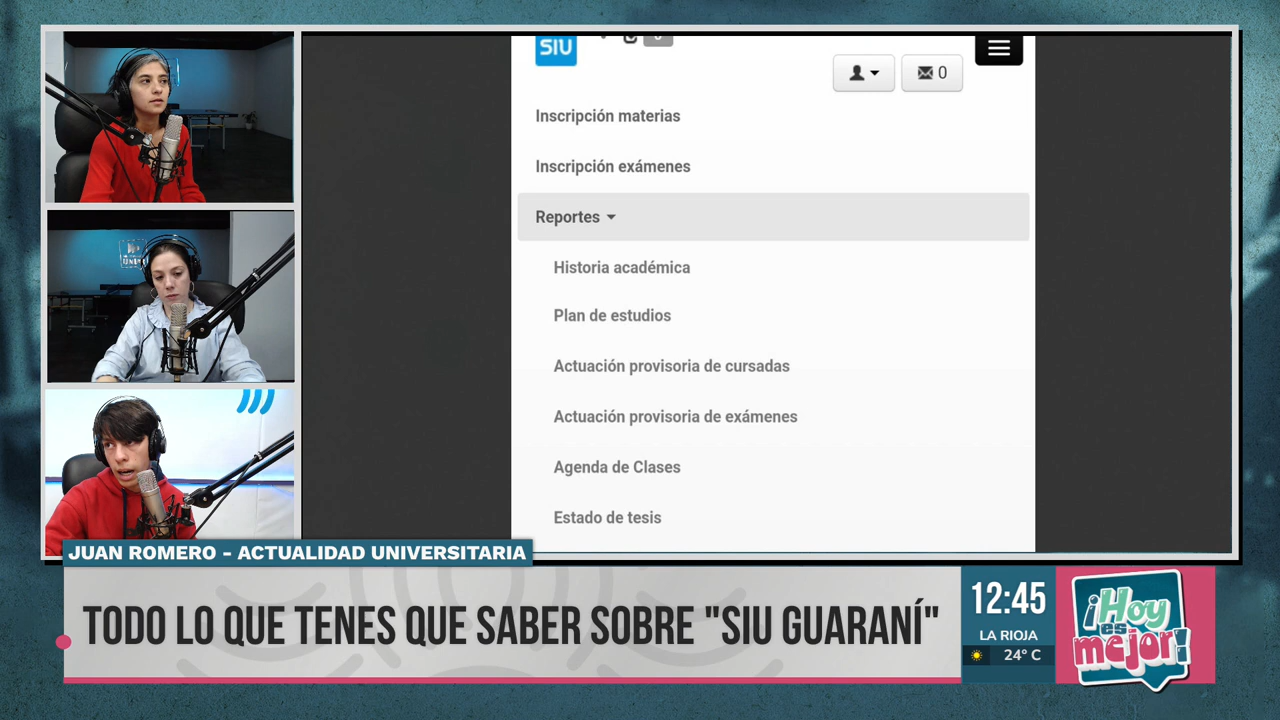 SIU
0
Inscripción materias
Inscripción exámenes
Reportes
Historia académica
Plan de estudios
Actuación provisoria de cursadas
Actuación provisoria de exámenes
Agenda de Clases
Estado de tesis
JUAN ROMERO - ACTUALIDAD UNIVERSITARIA
TODO LO QUE TENES QUE SABER SOBRE "SIU GUARANÍ"
12:45
LA RIOJA
24° C
¡Hoy
es
mejor!